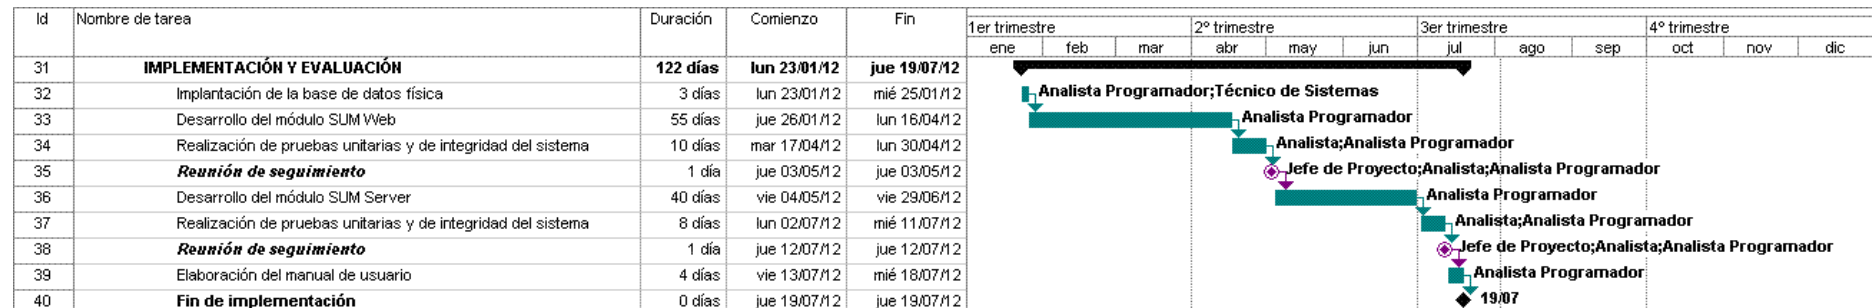 Id Nombre de tarea Duración Comienzo Fin
1er trimestre 2º trimestre 3er trimestre 4º trimestre
ene feb mar abr may jun jul ago sep oct nov dic
31 IMPLEMENTACIÓN Y EVALUACIÓN 122 días lun 23/01/12 jue 19/07/12
32 Implantación de la base de datos física 3 días lun 23/01/12 mié 25/01/12 Analista Programador;Técnico de Sistemas
33 Desarrollo del módulo SUM Web 55 días jue 26/01/12 lun 16/04/12 Analista Programador
34 Realización de pruebas unitarias y de integridad del sistema 10 días mar 17/04/12 lun 30/04/12 Analista;Analista Programador
35 Reunión de seguimiento 1 día jue 03/05/12 jue 03/05/12 Jefe de Proyecto;Analista;Analista Programador
36 Desarrollo del módulo SUM Server 40 días vie 04/05/12 vie 29/06/12 Analista Programador
37 Realización de pruebas unitarias y de integridad del sistema 8 días lun 02/07/12 mié 11/07/12 Analista;Analista Programador
38 Reunión de seguimiento 1 día jue 12/07/12 jue 12/07/12 Jefe de Proyecto;Analista;Analista Programador
39 Elaboración del manual de usuario 4 días vie 13/07/12 mié 18/07/12 Analista Programador
40 Fin de implementación 0 días jue 19/07/12 jue 19/07/12 19/07